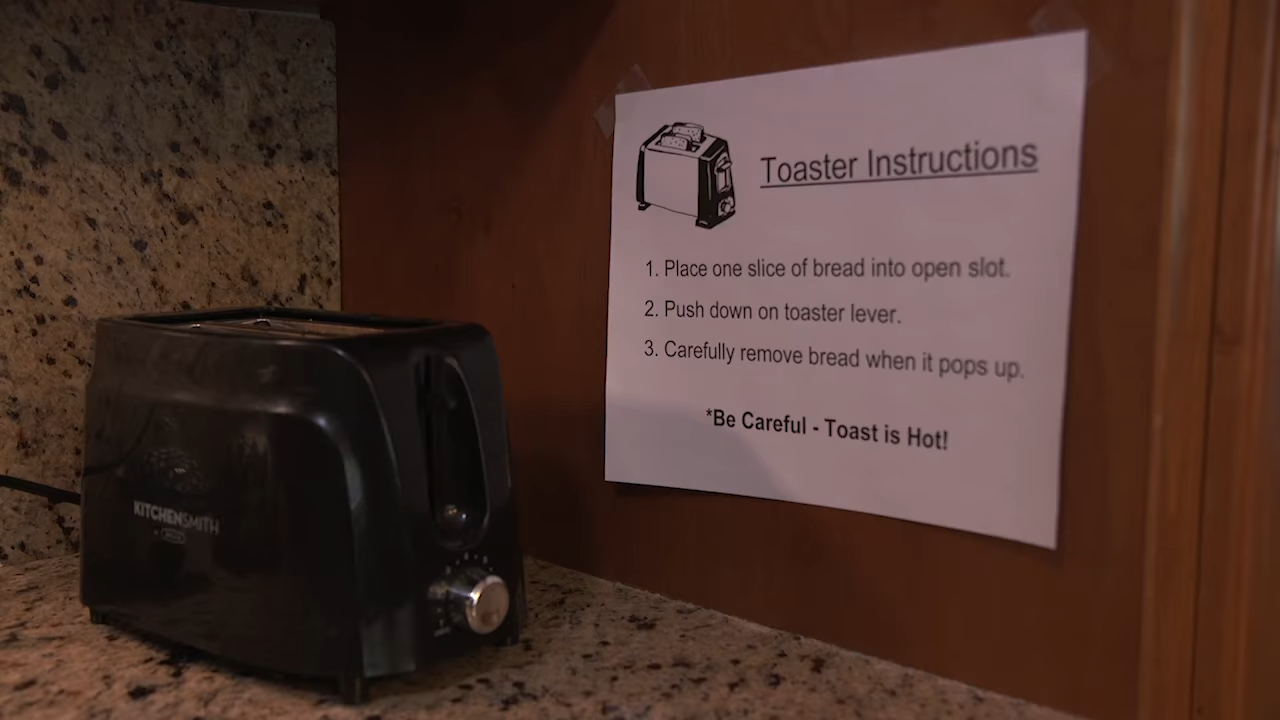 Toaster Instructions
1. Place one slice of bread into open slot.
2. Push down on toaster lever.
3. Carefully remove bread when it pops up.
*Be Careful - Toast is Hot!
KITCHENSMITH